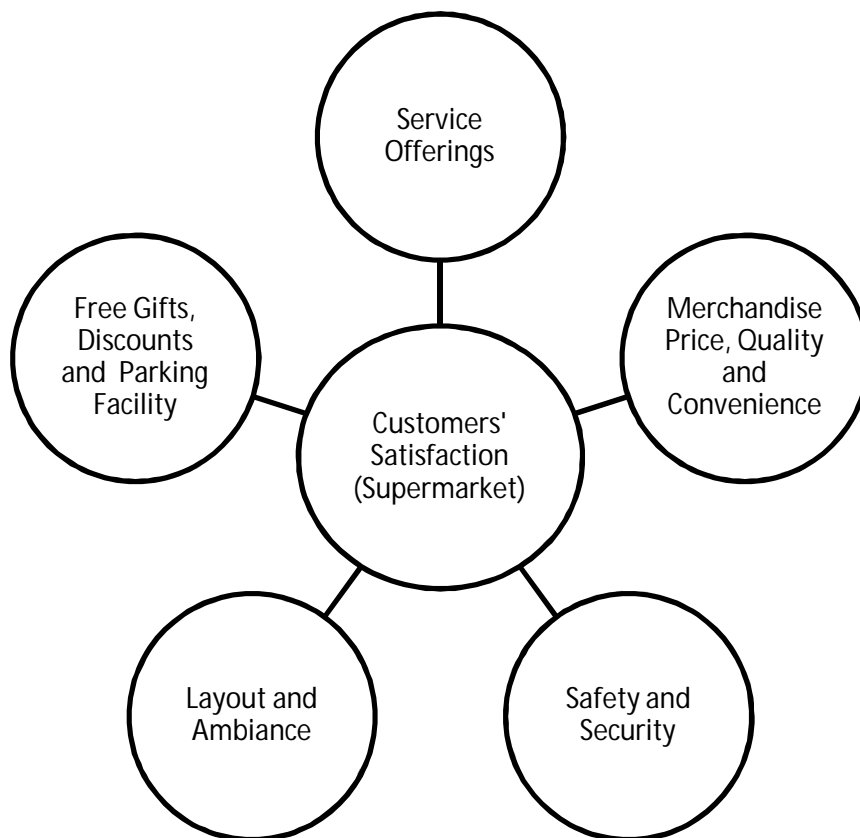 Service
Offerings
Free Gifts,
Discounts
and Parking
Facility
Merchandise
Price, Quality
and
Convenience
Customers'
Satisfaction
(Supermarket)
Layout and
Ambiance
Safety and
Security